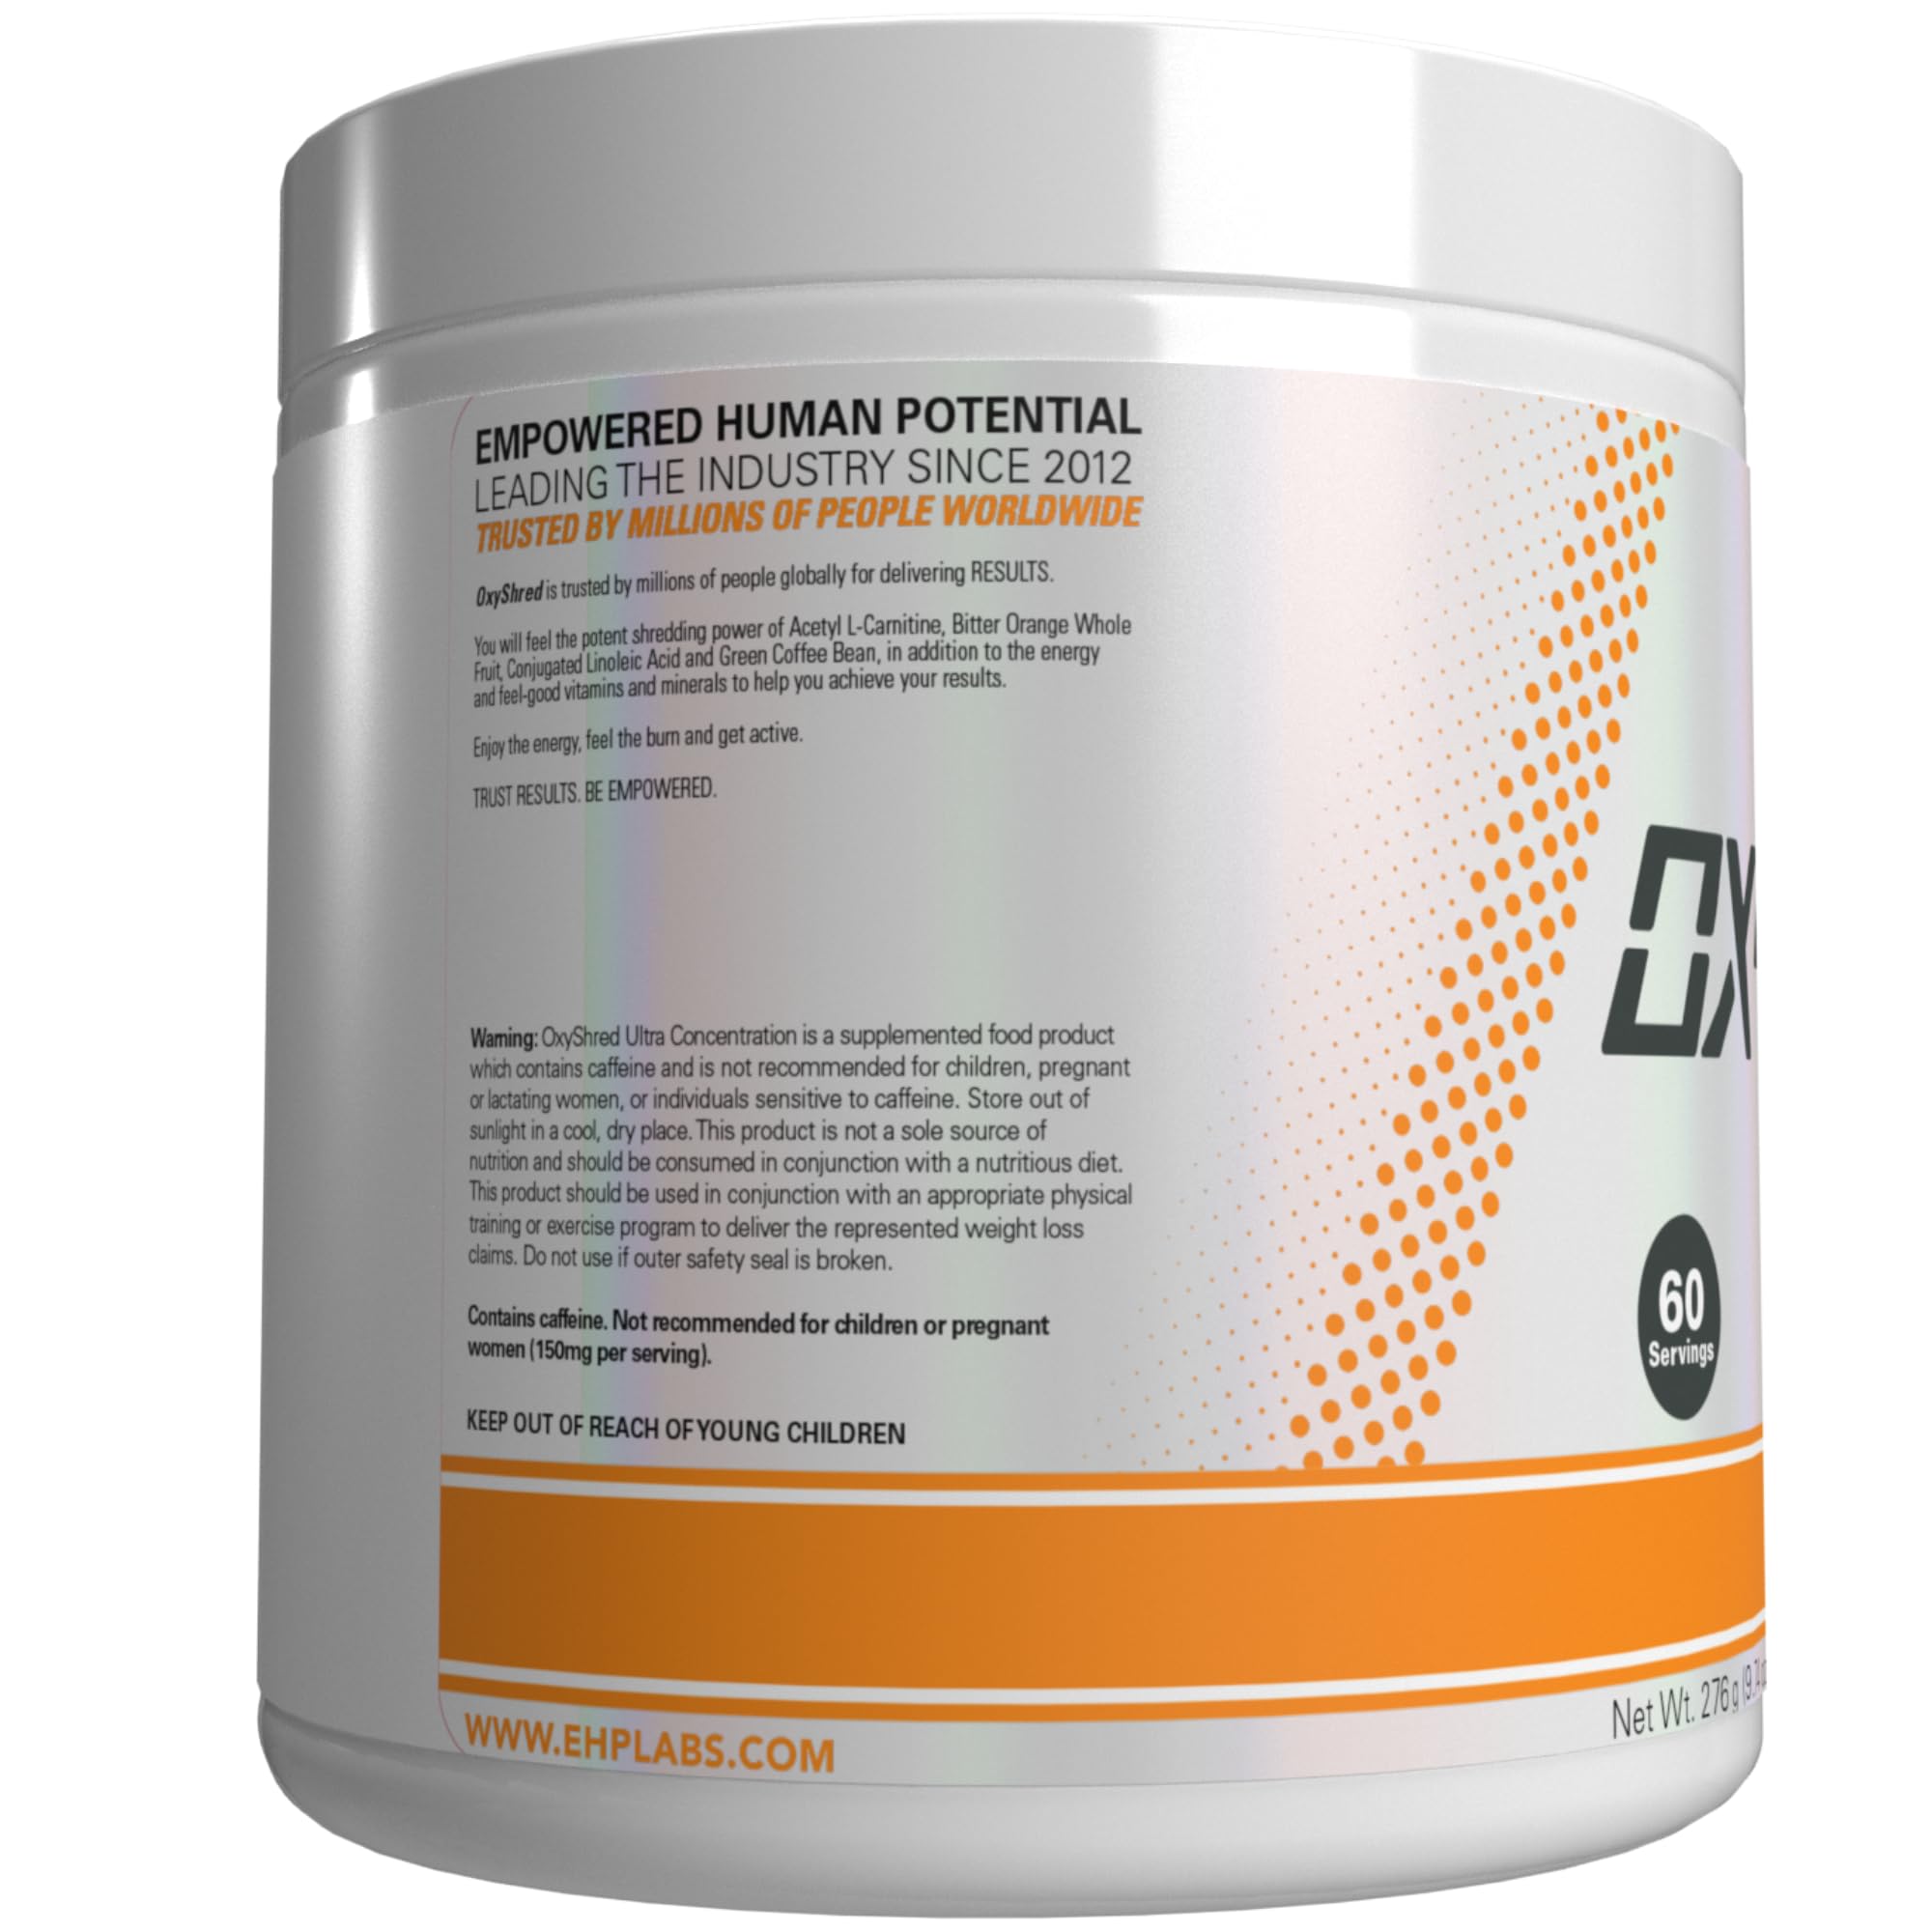 EMPOWERED HUMAN POTENTIAL
LEADING THE INDUSTRY SINCE 2012
TRUSTED BY MILLIONS OF PEOPLE WORLDWIDE
OxyShred is trusted by millions of people globally for delivering RESULTS.
You will feel the potent shredding power of Acetyl L-Carnitine, Bitter Orange Whole
Fruit, Conjugated Linoleic Acid and Green Coffee Bean, in addition to the energy
and feel-good vitamins and minerals to help you achieve your results.
Enjoy the energy, feel the burn and get active.
TRUST RESULTS. BE EMPOWERED.
Warning: OxyShred Ultra Concentration is a supplemented food product
which contains caffeine and is not recommended for children, pregnant
or lactating women, or individuals sensitive to caffeine. Store out of
sunlight in a cool, dry place. This product is not a sole source of
nutrition and should be consumed in conjunction with a nutritious diet.
This product should be used in conjunction with an appropriate physical
training or exercise program to deliver the represented weight loss
claims. Do not use if outer safety seal is broken.
Contains caffeine. Not recommended for children or pregnant
women (150mg per serving).
KEEP OUT OF REACH OF YOUNG CHILDREN
WWW.EHPLABS.COM
OX
60
Servings
Net Wt. 276g